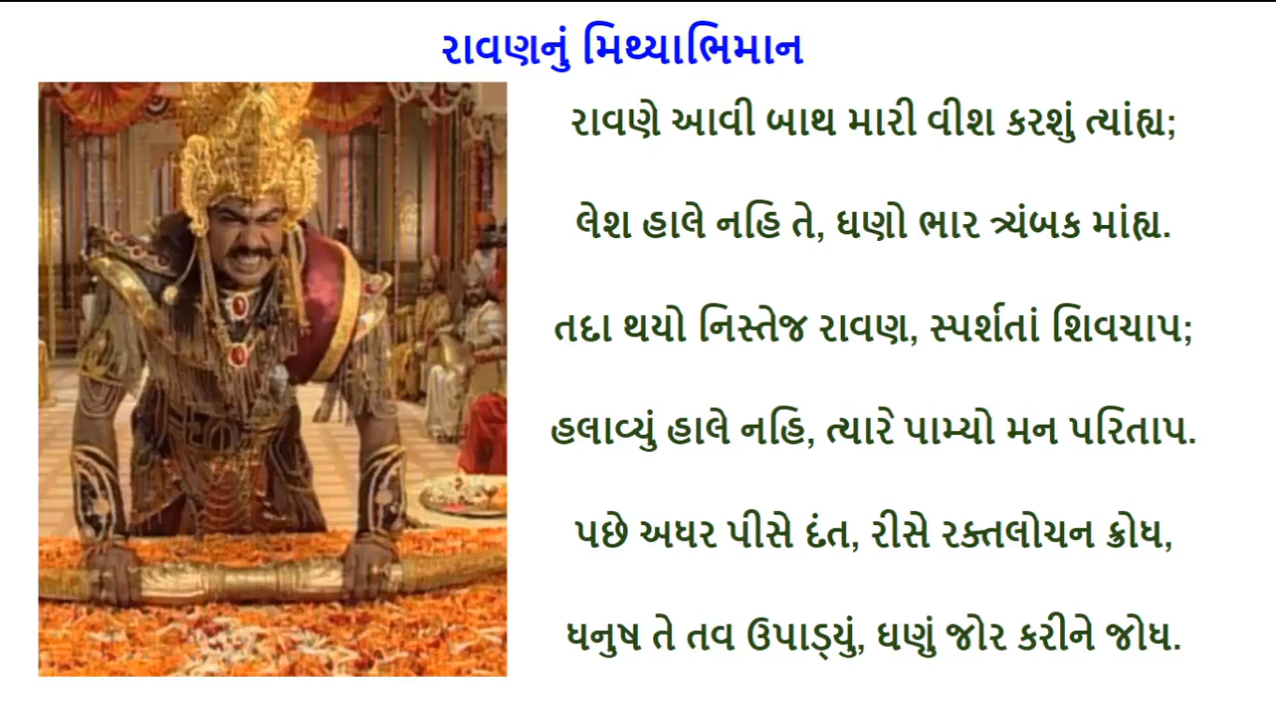 રાવણનું મિથ્યાભિમાન
રાવણે આવી બાથ મારી વીશ કરશું ત્યાંહ્ય;
લેશ હાલે નહિ તે, ઘણો ભાર ત્ર્યંબક માંહ્ય.
તદા થયો નિસ્તેજ રાવણ, સ્પર્શતાં શિવચાપ;
હલાવ્યું હાલે નહિ, ત્યારે પામ્યો મન પરિતાપ.
પછે અધર પીસે દંત, રીસે રક્તલોચન ક્રોધ,
ધનુષ તે તવ ઉપાડ્યું, ઘણું જોર કરીને જોધ.